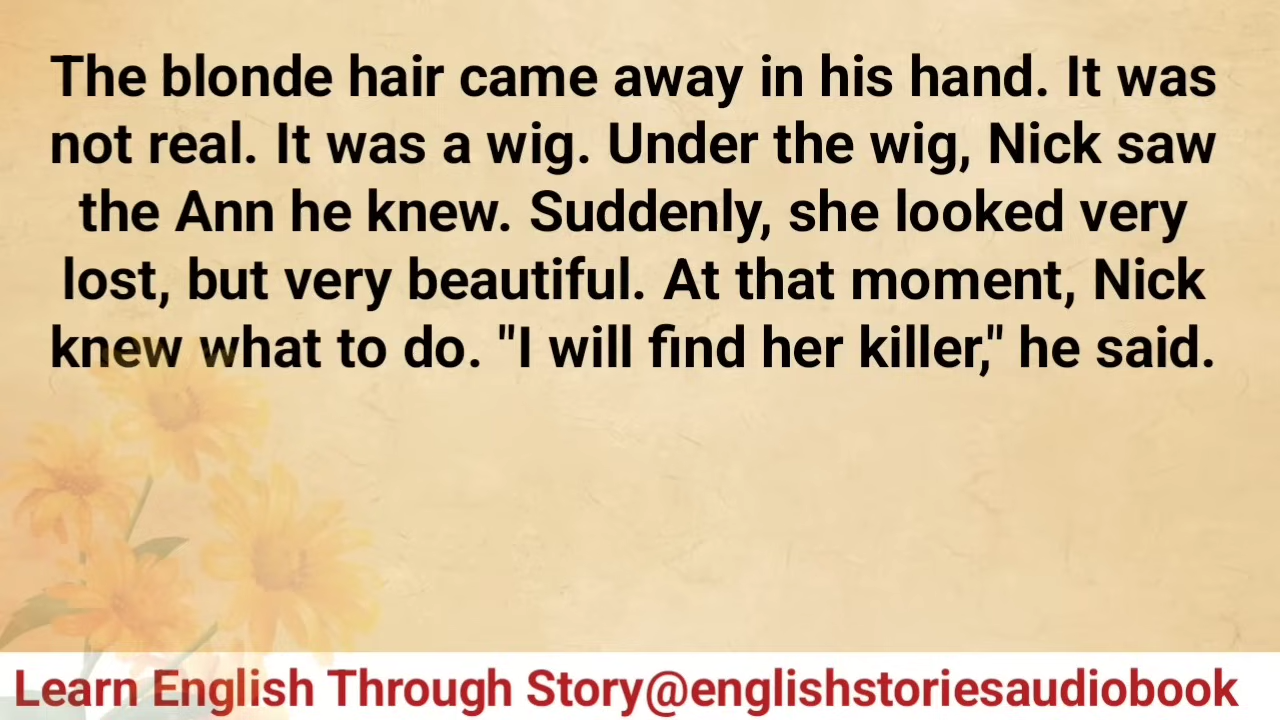 The blonde hair came away in his hand. It was
not real. It was a wig. Under the wig, Nick saw
the Ann he knew. Suddenly, she looked very
lost, but very beautiful. At that moment, Nick
knew what to do. "I will find her killer," he said.
Learn English Through Story@englishstoriesaudiobook